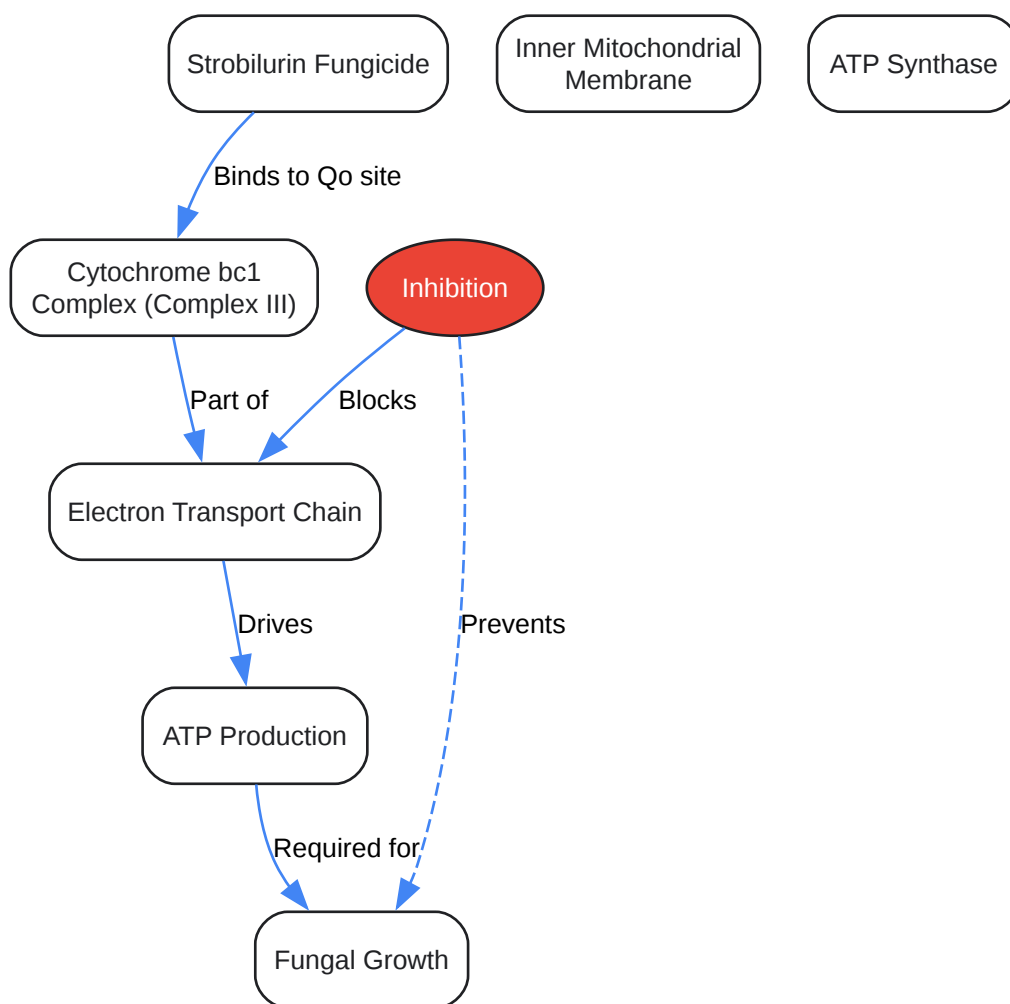 Strobilurin Fungicide
Inner Mitochondrial
Membrane
ATP Synthase
Binds to Qo site
Cytochrome bc1
Complex (Complex III)
Inhibition
Part of
Blocks
Electron Transport Chain
Drives
Prevents
ATP Production
Required for
Fungal Growth